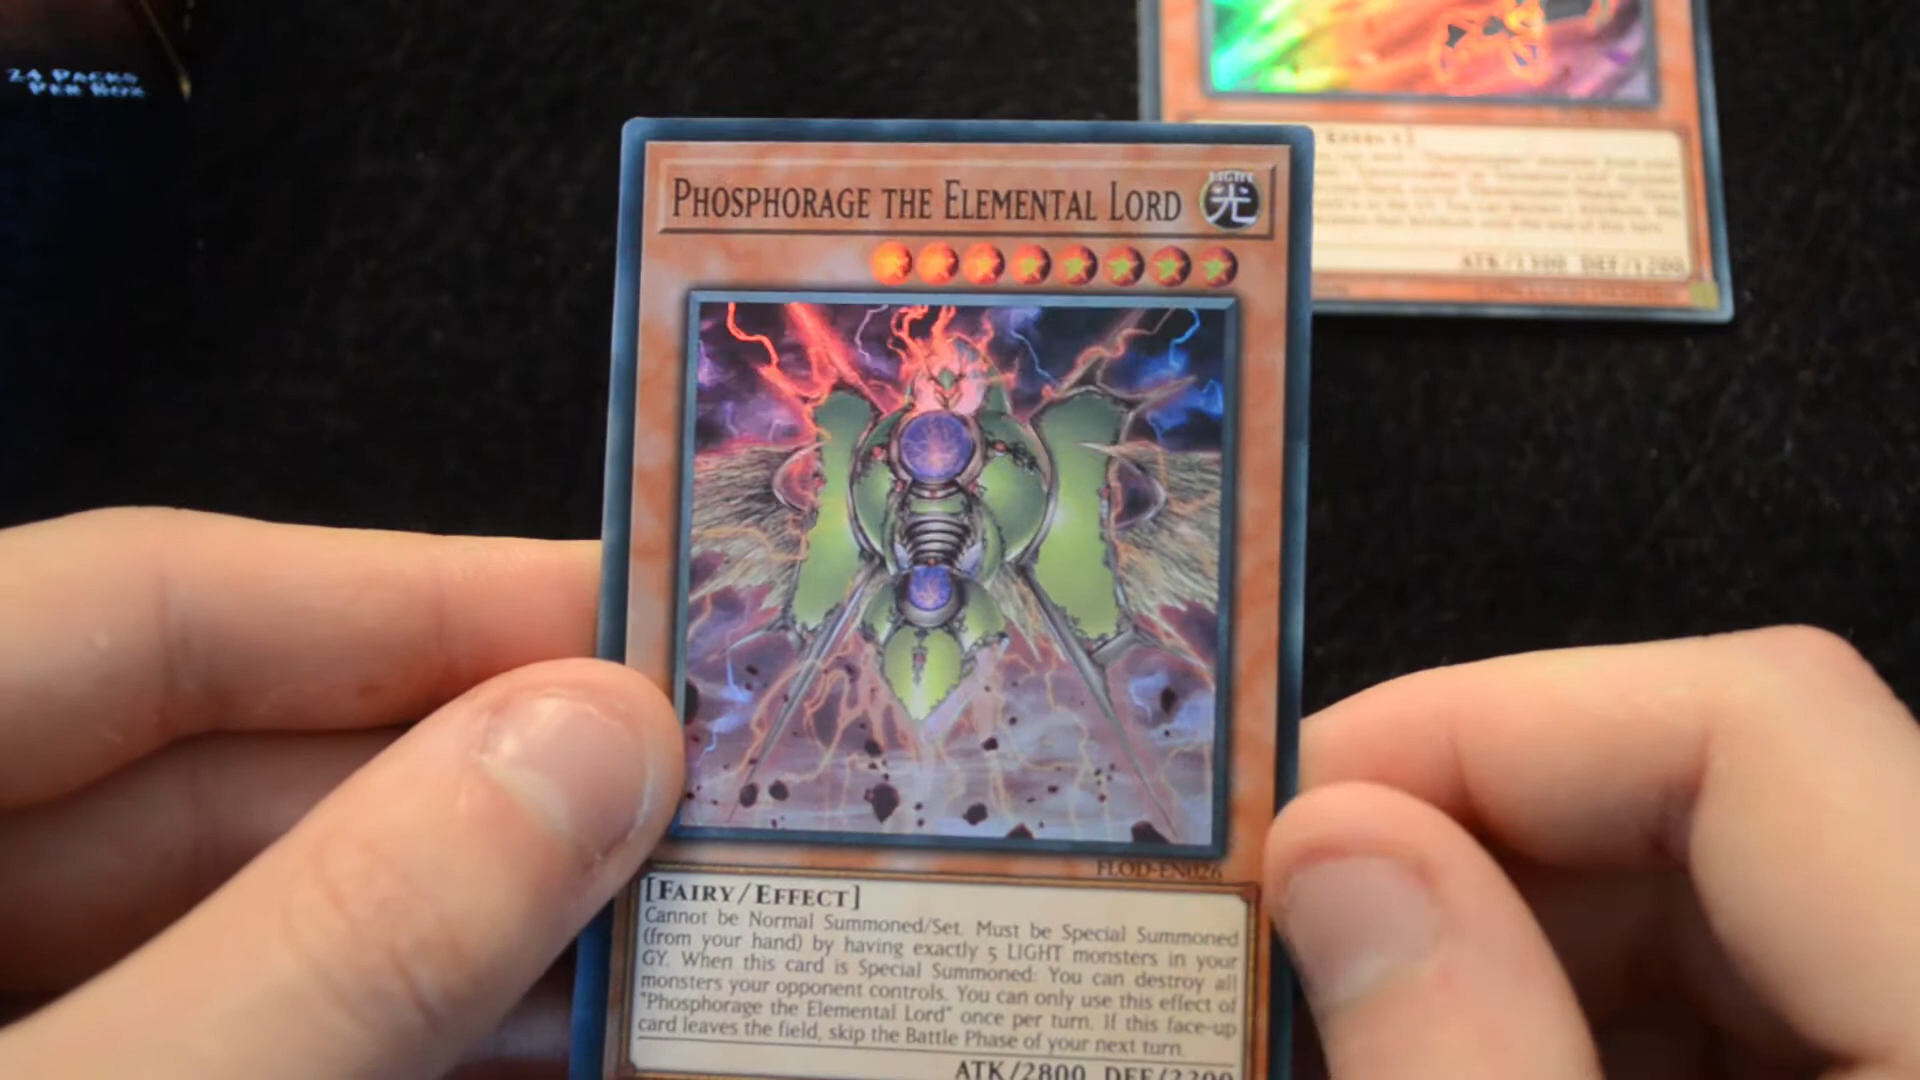 24 PACKS
PER BOX
PHOSPHORAGE THE ELEMENTAL LORD
LIGHT
光
ATK/1500 DEF/1200
FLOD-EN026
[FAIRY/EFFECT]
Cannot be Normal Summoned/Set. Must be Special Summoned
(from your hand) by having exactly 5 LIGHT monsters in your
GY. When this card is Special Summoned: You can destroy all
monsters your opponent controls. You can only use this effect of
"Phosphorage the Elemental Lord" once per turn. If this face-up
card leaves the field, skip the Battle Phase of your next turn.
ATK/2800 DEF/2200